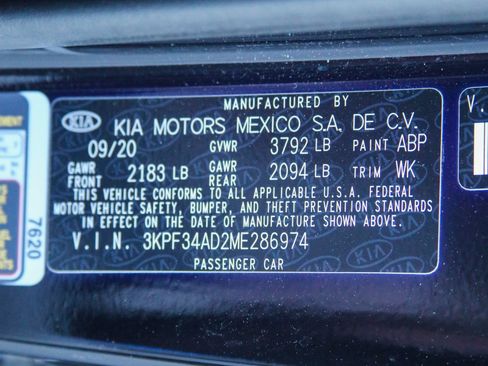 MANUFACTURED BY
KIA KIA MOTORS MEXICO S.A. DE C.V.
09/20 GVWR 3792 LB PAINT ABP
GAWR FRONT 2183 LB GAWR REAR 2094 LB TRIM WK
THIS VEHICLE CONFORMS TO ALL APPLICABLE U.S.A. FEDERAL
MOTOR VEHICLE SAFETY, BUMPER, AND THEFT PREVENTION STANDARDS
IN EFFECT ON THE DATE OF MANUFACTURE SHOWN ABOVE.
V.I.N. 3KPF34AD2ME286974
PASSENGER CAR
7620
V.